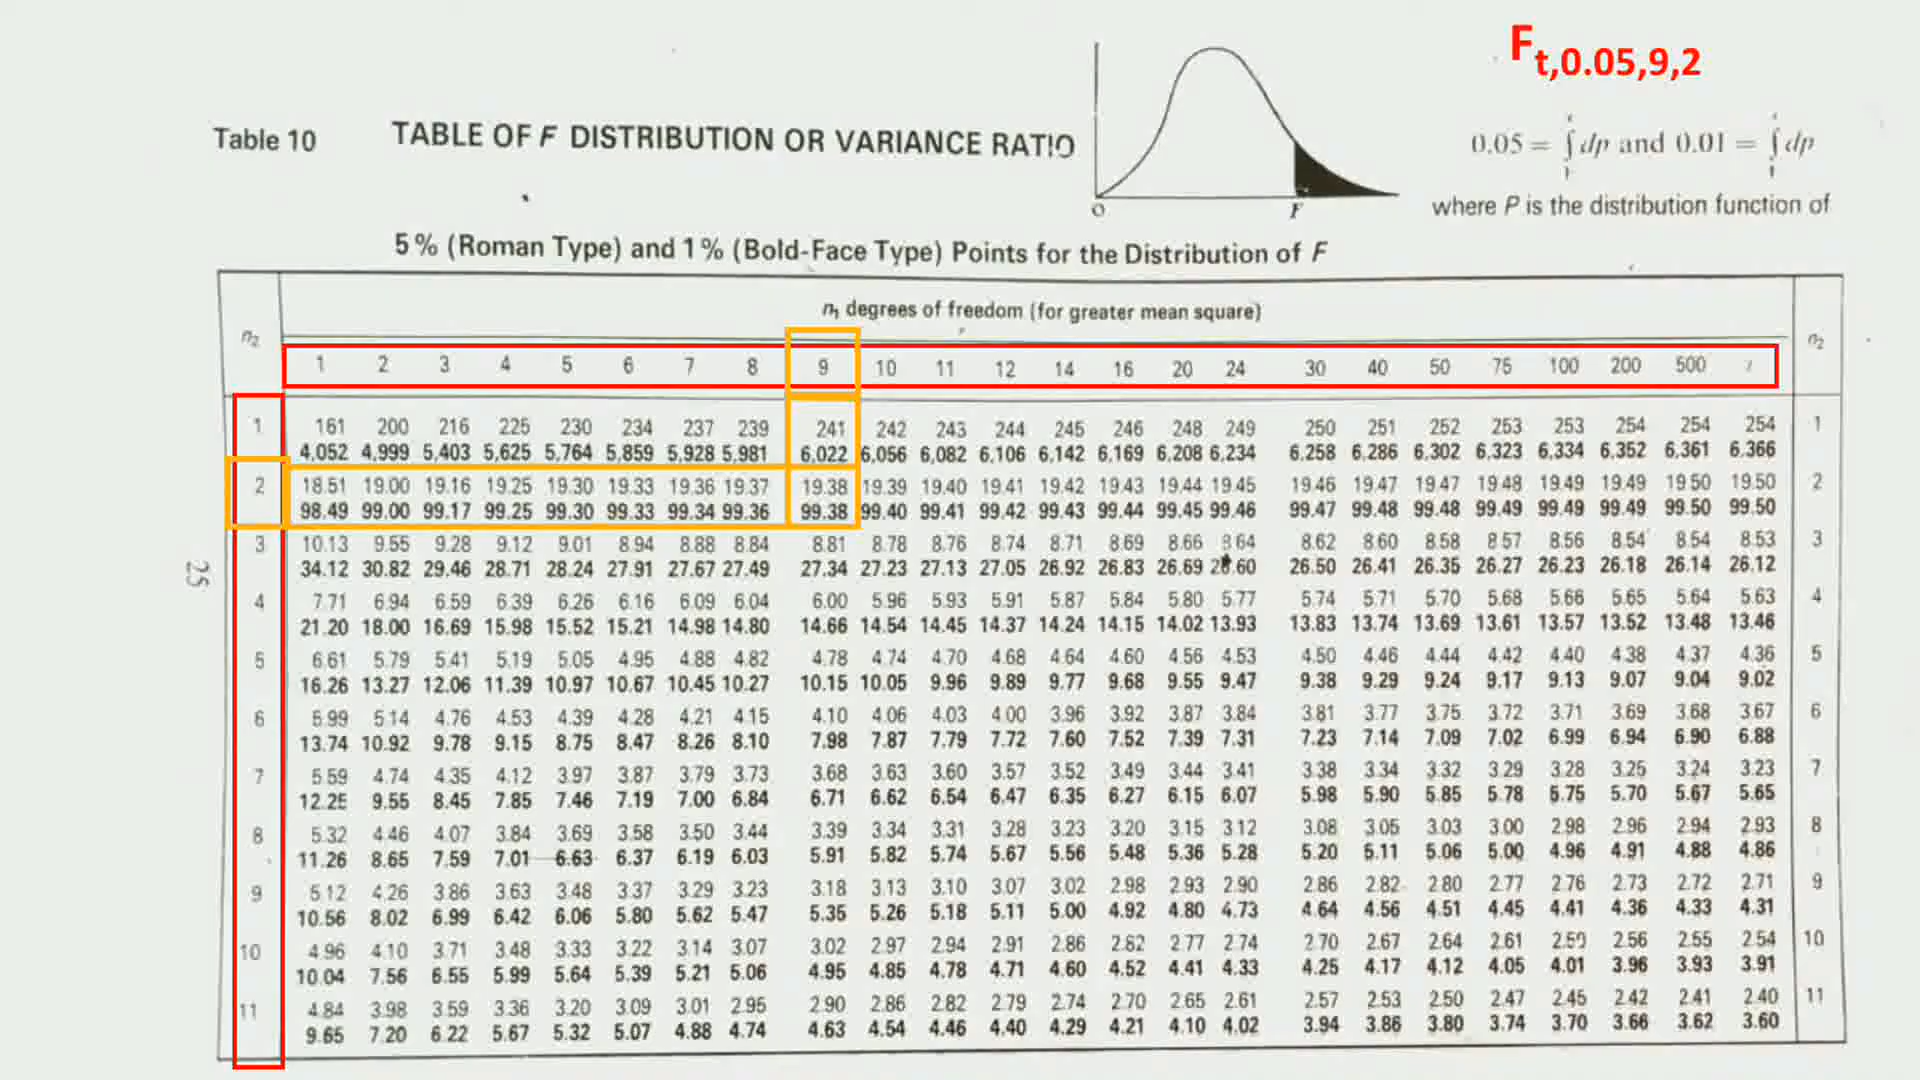 F t,0.05,9,2
Table 10 TABLE OF F DISTRIBUTION OR VARIANCE RATIO
0.05 = ∫ dp and 0.01 = ∫ dp
where P is the distribution function of
O F
5% (Roman Type) and 1% (Bold-Face Type) Points for the Distribution of F
n₁ degrees of freedom (for greater mean square)
n₂ 1 2 3 4 5 6 7 8 9 10 11 12 14 16 20 24 30 40 50 75 100 200 500 n₂
1 161 200 216 225 230 234 237 239 241 242 243 244 245 246 248 249 250 251 252 253 253 254 254 254 1
4,052 4,999 5,403 5,625 5,764 5,859 5,928 5,981 6,022 6,056 6,082 6,106 6,142 6,169 6,208 6,234 6,258 6,286 6,302 6,323 6,334 6,352 6,361 6,366
2 18.51 19.00 19.16 19.25 19.30 19.33 19.36 19.37 19.38 19.39 19.40 19.41 19.42 19.43 19.44 19.45 19.46 19.47 19.47 19.48 19.49 19.49 19.50 19.50 2
98.49 99.00 99.17 99.25 99.30 99.33 99.34 99.36 99.38 99.40 99.41 99.42 99.43 99.44 99.45 99.46 99.47 99.48 99.48 99.49 99.49 99.49 99.50 99.50
3 10.13 9.55 9.28 9.12 9.01 8.94 8.88 8.84 8.81 8.78 8.76 8.74 8.71 8.69 8.66 8.64 8.62 8.60 8.58 8.57 8.56 8.54 8.54 8.53 3
34.12 30.82 29.46 28.71 28.24 27.91 27.67 27.49 27.34 27.23 27.13 27.05 26.92 26.83 26.69 26.60 26.50 26.41 26.35 26.27 26.23 26.18 26.14 26.12
4 7.71 6.94 6.59 6.39 6.26 6.16 6.09 6.04 6.00 5.96 5.93 5.91 5.87 5.84 5.80 5.77 5.74 5.71 5.70 5.68 5.66 5.65 5.64 5.63 4
21.20 18.00 16.69 15.98 15.52 15.21 14.98 14.80 14.66 14.54 14.45 14.37 14.24 14.15 14.02 13.93 13.83 13.74 13.69 13.61 13.57 13.52 13.48 13.46
5 6.61 5.79 5.41 5.19 5.05 4.95 4.88 4.82 4.78 4.74 4.70 4.68 4.64 4.60 4.56 4.53 4.50 4.46 4.44 4.42 4.40 4.38 4.37 4.36 5
16.26 13.27 12.06 11.39 10.97 10.67 10.45 10.27 10.15 10.05 9.96 9.89 9.77 9.68 9.55 9.47 9.38 9.29 9.24 9.17 9.13 9.07 9.04 9.02
6 5.99 5.14 4.76 4.53 4.39 4.28 4.21 4.15 4.10 4.06 4.03 4.00 3.96 3.92 3.87 3.84 3.81 3.77 3.75 3.72 3.71 3.69 3.68 3.67 6
13.74 10.92 9.78 9.15 8.75 8.47 8.26 8.10 7.98 7.87 7.79 7.72 7.60 7.52 7.39 7.31 7.23 7.14 7.09 7.02 6.99 6.94 6.90 6.88
7 5.59 4.74 4.35 4.12 3.97 3.87 3.79 3.73 3.68 3.63 3.60 3.57 3.52 3.49 3.44 3.41 3.38 3.34 3.32 3.29 3.28 3.25 3.24 3.23 7
12.25 9.55 8.45 7.85 7.46 7.19 7.00 6.84 6.71 6.62 6.54 6.47 6.35 6.27 6.15 6.07 5.98 5.90 5.85 5.78 5.75 5.70 5.67 5.65
8 5.32 4.46 4.07 3.84 3.69 3.58 3.50 3.44 3.39 3.34 3.31 3.28 3.23 3.20 3.15 3.12 3.08 3.05 3.03 3.00 2.98 2.96 2.94 2.93 8
11.26 8.65 7.59 7.01 6.63 6.37 6.19 6.03 5.91 5.82 5.74 5.67 5.56 5.48 5.36 5.28 5.20 5.11 5.06 5.00 4.96 4.91 4.88 4.86
9 5.12 4.26 3.86 3.63 3.48 3.37 3.29 3.23 3.18 3.13 3.10 3.07 3.02 2.98 2.93 2.90 2.86 2.82 2.80 2.77 2.76 2.73 2.72 2.71 9
10.56 8.02 6.99 6.42 6.06 5.80 5.62 5.47 5.35 5.26 5.18 5.11 5.00 4.92 4.80 4.73 4.64 4.56 4.51 4.45 4.41 4.36 4.33 4.31
10 4.96 4.10 3.71 3.48 3.33 3.22 3.14 3.07 3.02 2.97 2.94 2.91 2.86 2.82 2.77 2.74 2.70 2.67 2.64 2.61 2.59 2.56 2.55 2.54 10
10.04 7.56 6.55 5.99 5.64 5.39 5.21 5.06 4.95 4.85 4.78 4.71 4.60 4.52 4.41 4.33 4.25 4.17 4.12 4.05 4.01 3.96 3.93 3.91
11 4.84 3.98 3.59 3.36 3.20 3.09 3.01 2.95 2.90 2.86 2.82 2.79 2.74 2.70 2.65 2.61 2.57 2.53 2.50 2.47 2.45 2.42 2.41 2.40 11
9.65 7.20 6.22 5.67 5.32 5.07 4.88 4.74 4.63 4.54 4.46 4.40 4.29 4.21 4.10 4.02 3.94 3.86 3.80 3.74 3.70 3.66 3.62 3.60
25